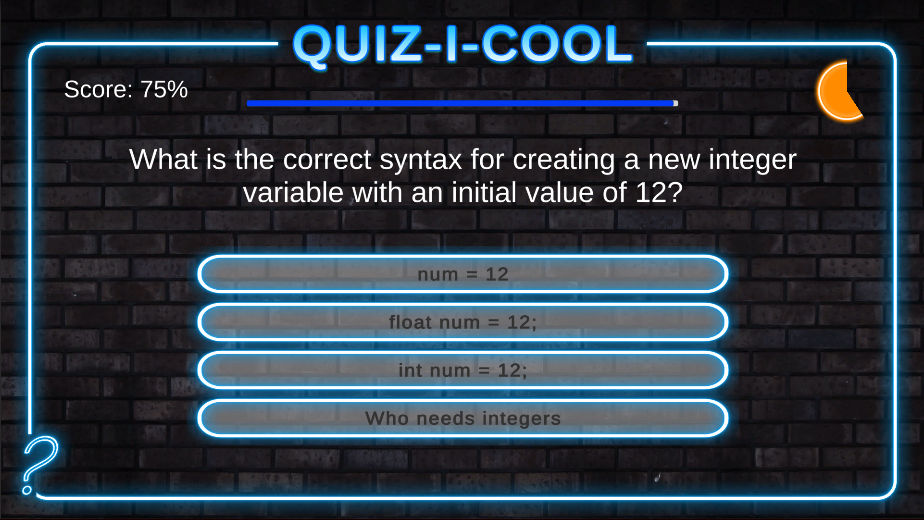 QUIZ-I-COOL
Score: 75%
What is the correct syntax for creating a new integer
variable with an initial value of 12?
num = 12
float num = 12;
int num = 12;
Who needs integers
?